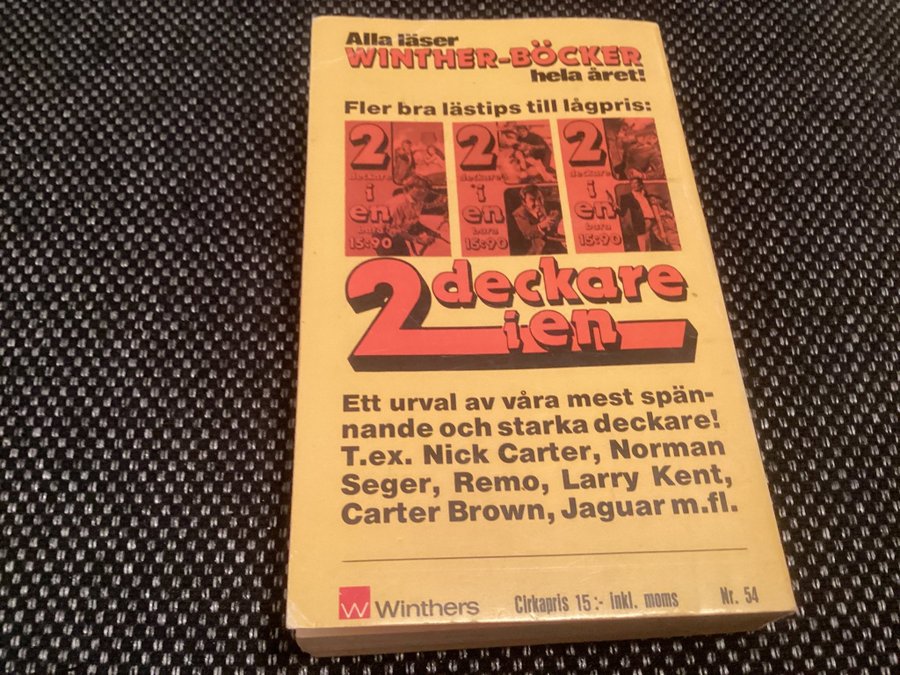 Alla läser
WINTHER-BÖCKER
hela året!
Fler bra lästips till lågpris:
2
deckare
i
en
bara
15:90
2
deckare
i
en
bara
15:90
2
deckare
i
en
bara
15:90
2 deckare
i en
Ett urval av våra mest spän-
nande och starka deckare!
T.ex. Nick Carter, Norman
Seger, Remo, Larry Kent,
Carter Brown, Jaguar m.fl.
W Winthers Cirkapris 15:- inkl. moms Nr. 54